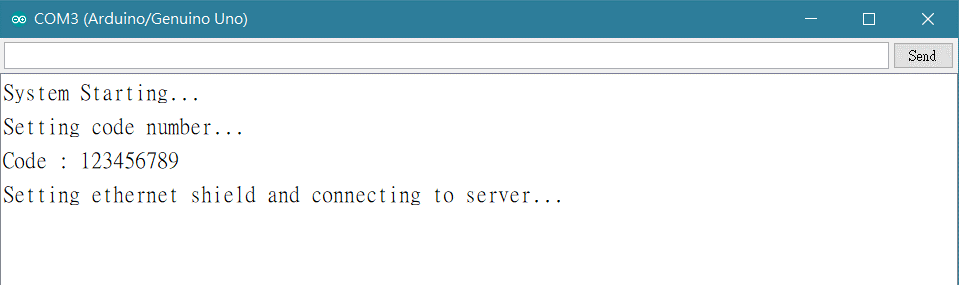 COM3 (Arduino/Genuino Uno)
Send
System Starting...
Setting code number...
Code : 123456789
Setting ethernet shield and connecting to server...